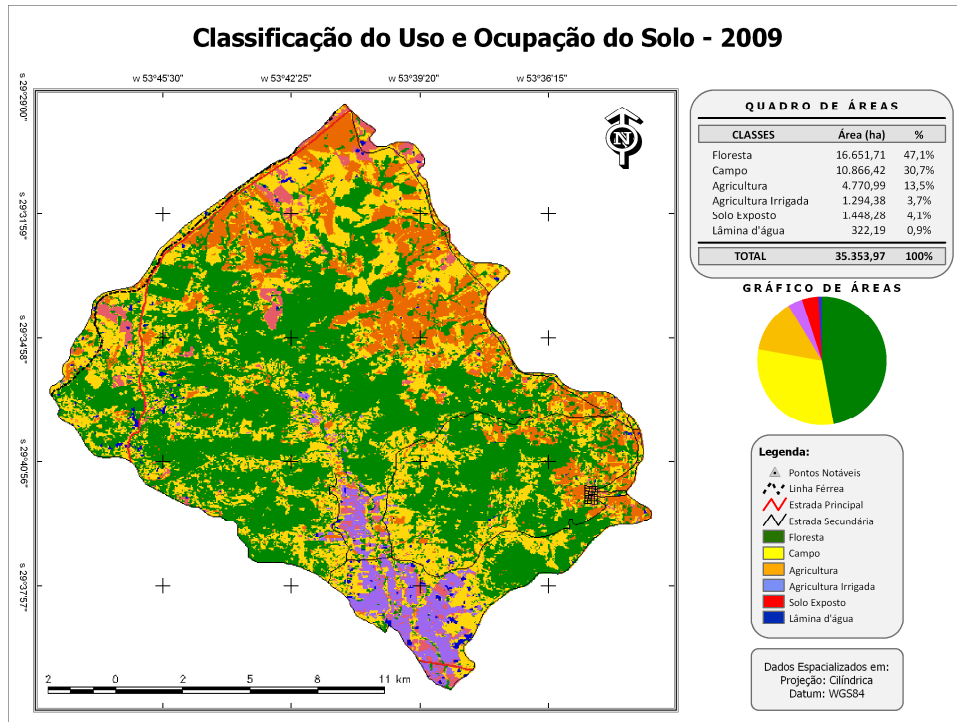 Classificação do Uso e Ocupação do Solo - 2009
w 53°45'30" w 53°42'25" w 53°39'20" w 53°36'15"
s 29°29'00"
s 29°31'59"
s 29°34'58"
s 29°40'56"
s 29°37'57"
N
2 0 2 5 8 11 km
QUADRO DE ÁREAS
CLASSES Área (ha) %
Floresta 16.651,71 47,1%
Campo 10.866,42 30,7%
Agricultura 4.770,99 13,5%
Agricultura Irrigada 1.294,38 3,7%
Solo Exposto 1.448,28 4,1%
Lâmina d'água 322,19 0,9%
TOTAL 35.353,97 100%
GRÁFICO DE ÁREAS
Legenda:
Pontos Notáveis
Linha Férrea
Estrada Principal
Estrada Secundária
Floresta
Campo
Agricultura
Agricultura Irrigada
Solo Exposto
Lâmina d'água
Dados Espacializados em:
Projeção: Cilíndrica
Datum: WGS84